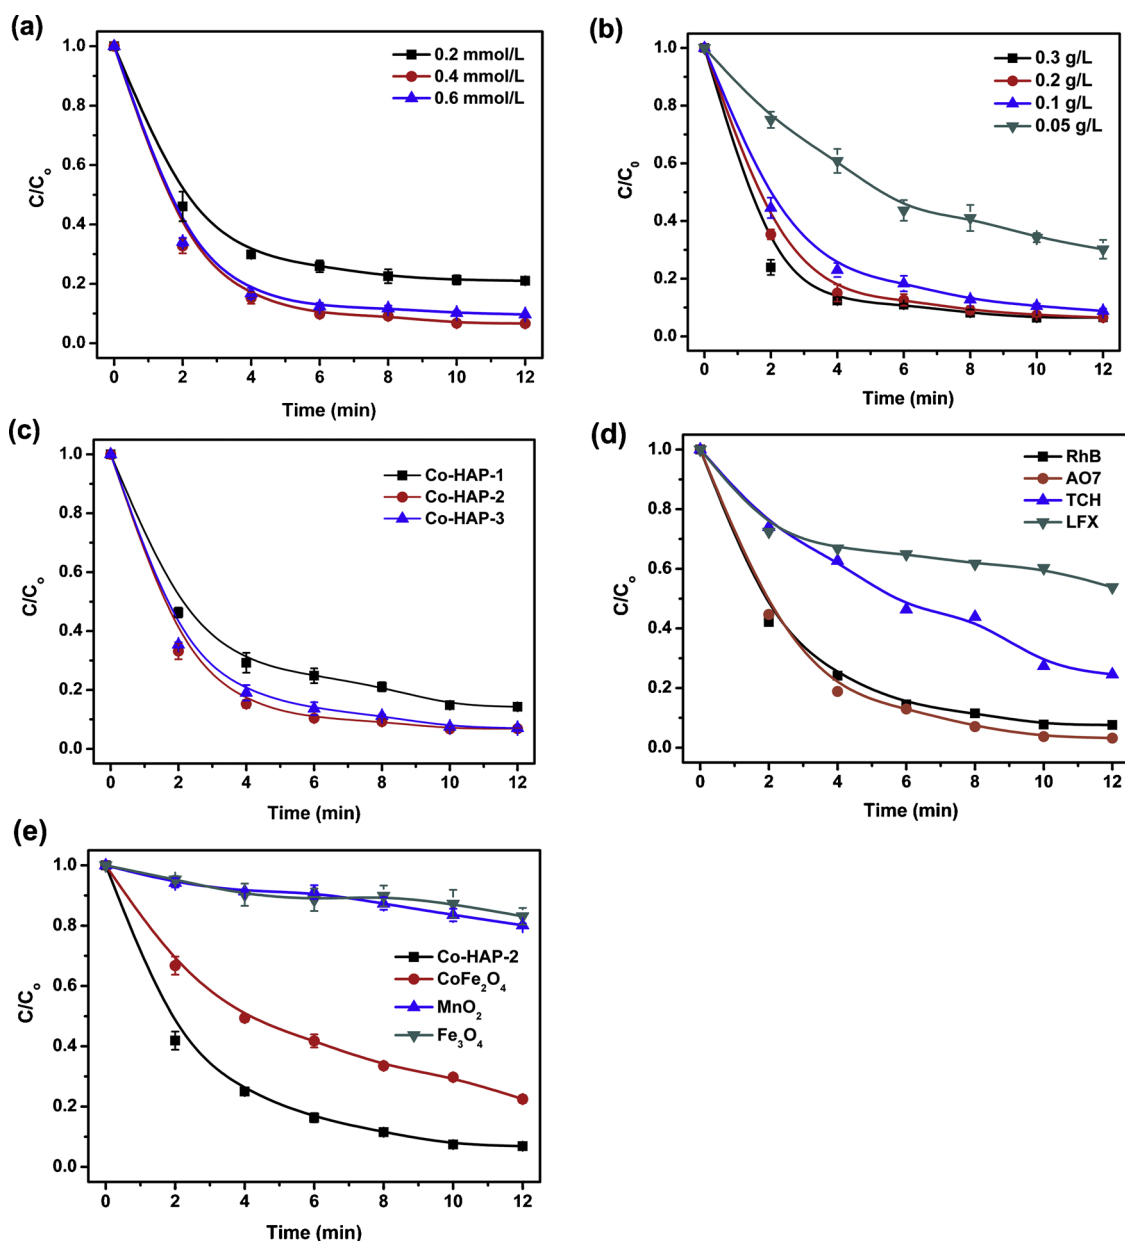 (a)
0.2 mmol/L
0.4 mmol/L
0.6 mmol/L
1.0
0.8
0.6
0.4
0.2
0.0
C/Co
0 2 4 6 8 10 12
Time (min)
(b)
0.3 g/L
0.2 g/L
0.1 g/L
0.05 g/L
1.0
0.8
0.6
0.4
0.2
0.0
C/C0
0 2 4 6 8 10 12
Time (min)
(c)
Co-HAP-1
Co-HAP-2
Co-HAP-3
1.0
0.8
0.6
0.4
0.2
0.0
C/Co
0 2 4 6 8 10 12
Time (min)
(d)
RhB
AO7
TCH
LFX
1.0
0.8
0.6
0.4
0.2
0.0
C/Co
0 2 4 6 8 10 12
Time (min)
(e)
Co-HAP-2
CoFe2O4
MnO2
Fe3O4
1.0
0.8
0.6
0.4
0.2
0.0
C/Co
0 2 4 6 8 10 12
Time (min)